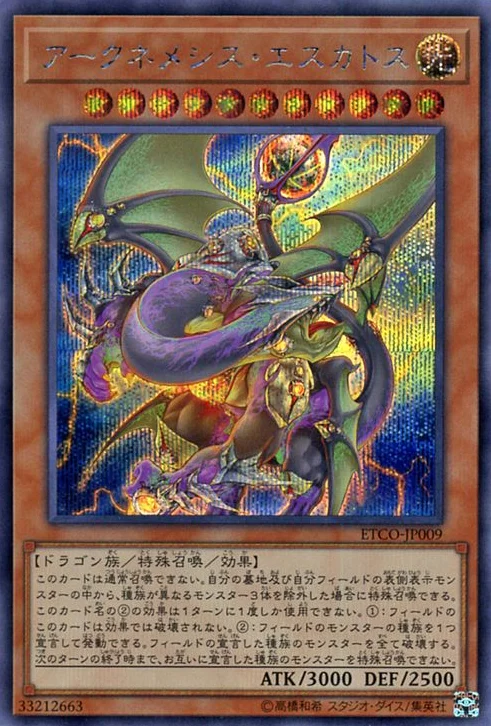 アークネメシス・エスカトス
ETCO-JP009
【ドラゴン族／特殊召喚／効果】
このカードは通常召喚できない。自分の墓地及び自分フィールドの表側表示モン
スターの中から、種族が異なるモンスター3体を除外した場合に特殊召喚できる。
このカード名の②の効果は1ターンに1度しか使用できない。①：フィールドの
このカードは効果では破壊されない。②：フィールドのモンスターの種族を1つ
宣言して発動できる。フィールドの宣言した種族のモンスターを全て破壊する。
次のターンの終了時まで、お互いに宣言した種族のモンスターを特殊召喚できない。
ATK/3000 DEF/2500
33212663
©高橋和希 スタジオ・ダイス/集英社